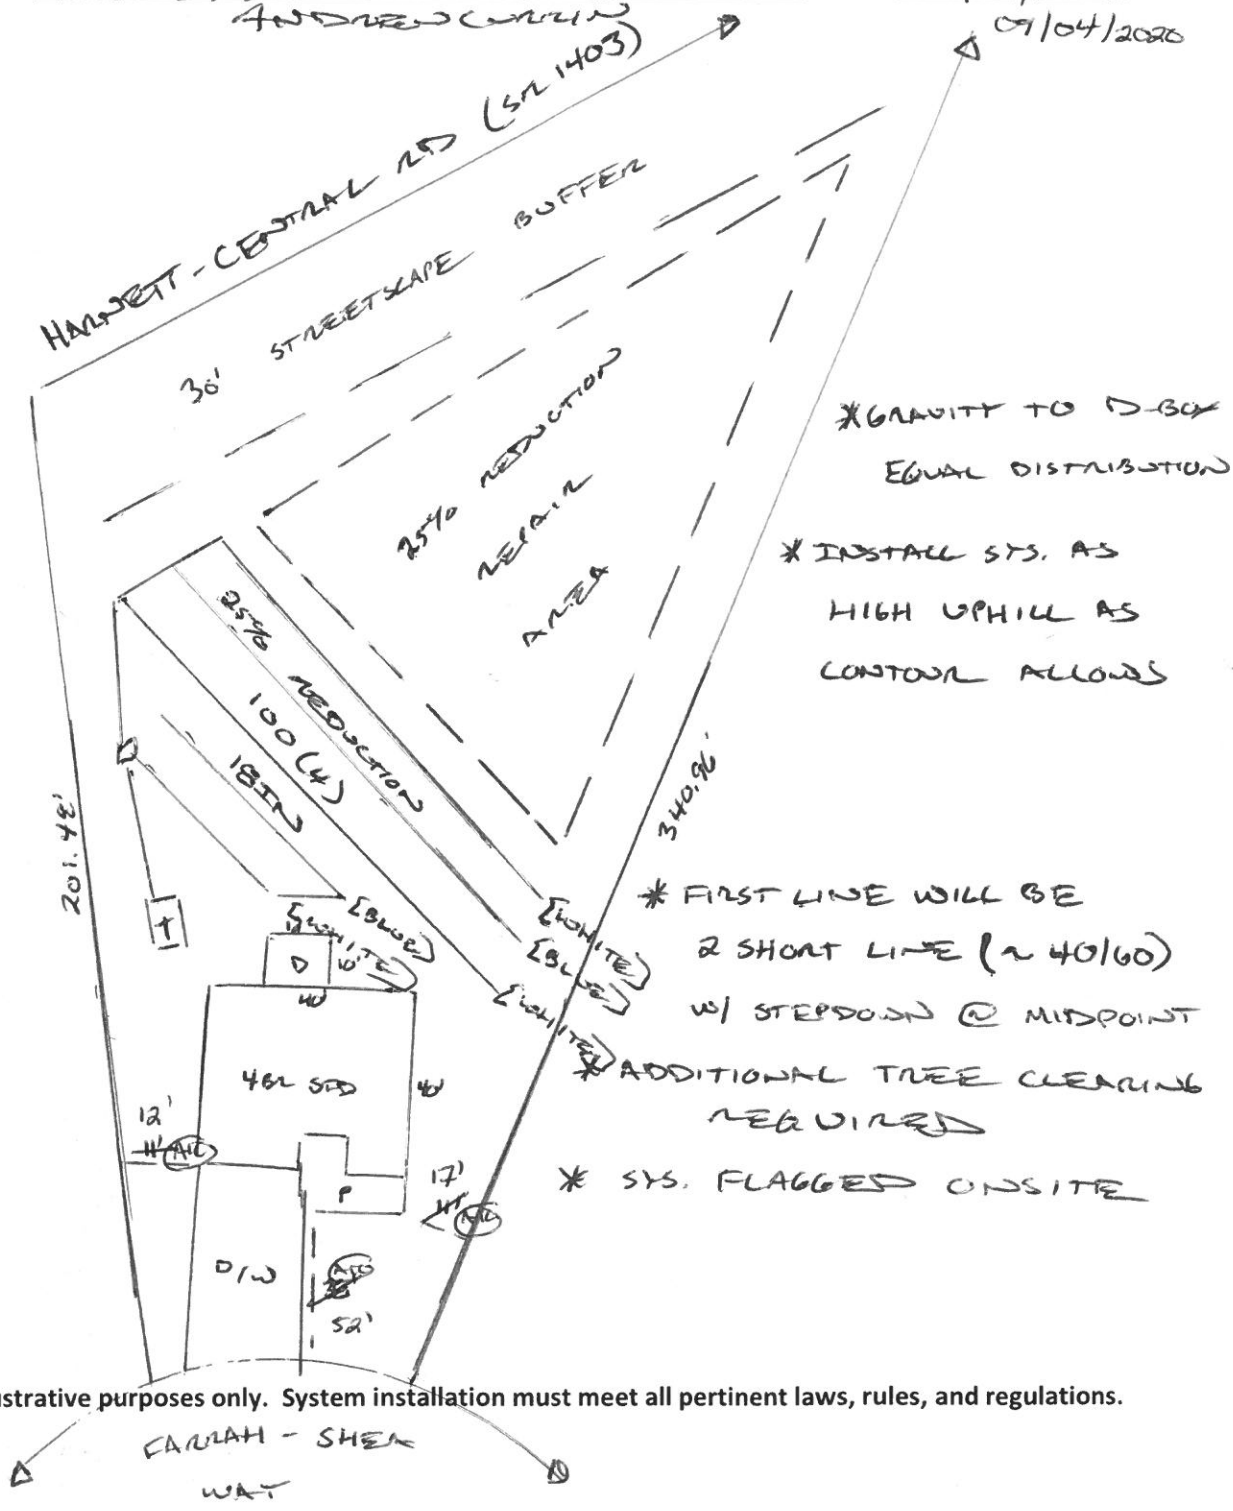 ANDREW CURRIN
09/04/2020
HARNETT-CENTRAL RD (SR 1403)
30' STREETSCAPE BUFFER
25% REDUCTION
REPAIR
AREA
*GRAVITY TO D-BOX
EQUAL DISTRIBUTION
* INSTALL SYS. AS
HIGH UPHILL AS
CONTOUR ALLOWS
25% REDUCTION
100(4)
18IN
201.48'
340.96'
T
[WHITE]
[BLUE]
[WHITE]
[BLUE]
[WHITE]
* FIRST LINE WILL BE
2 SHORT LINE (~ 40/60)
W/ STEPDOWN @ MIDPOINT
* ADDITIONAL TREE CLEARING
REQUIRED
* SYS. FLAGGED ONSITE
D
10'
40'
4BR SFD
40'
12'
11'
P
17'
D/W
52'
ustrative purposes only. System installation must meet all pertinent laws, rules, and regulations.
FARRAH-SHEA
WAY